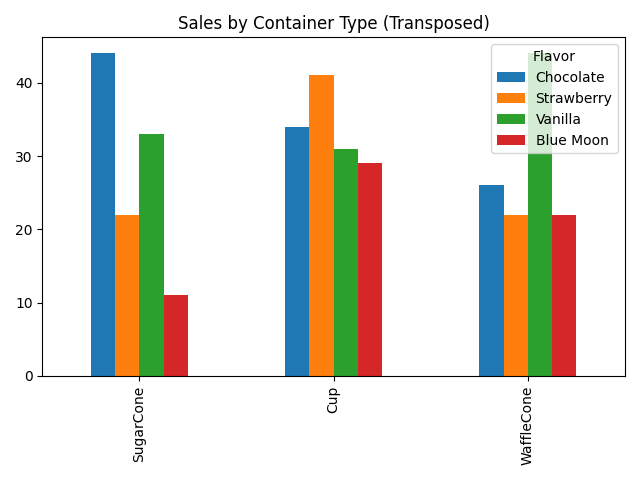 Sales by Container Type (Transposed)
Flavor
Chocolate
Strawberry
Vanilla
Blue Moon
40
30
20
10
0
SugarCone
Cup
WaffleCone